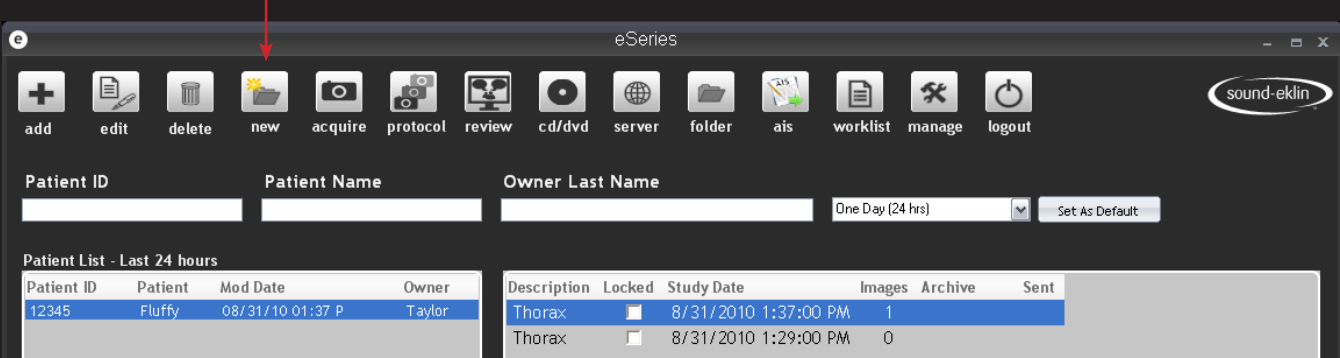 e eSeries
add edit delete new acquire protocol review cd/dvd server folder ais worklist manage logout
AIS
sound-eklin
Patient ID Patient Name Owner Last Name
One Day (24 hrs) Set As Default
Patient List - Last 24 hours
Patient ID Patient Mod Date Owner Description Locked Study Date Images Archive Sent
12345 Fluffy 08/31/10 01:37 P Taylor Thorax 8/31/2010 1:37:00 PM 1
Thorax 8/31/2010 1:29:00 PM 0